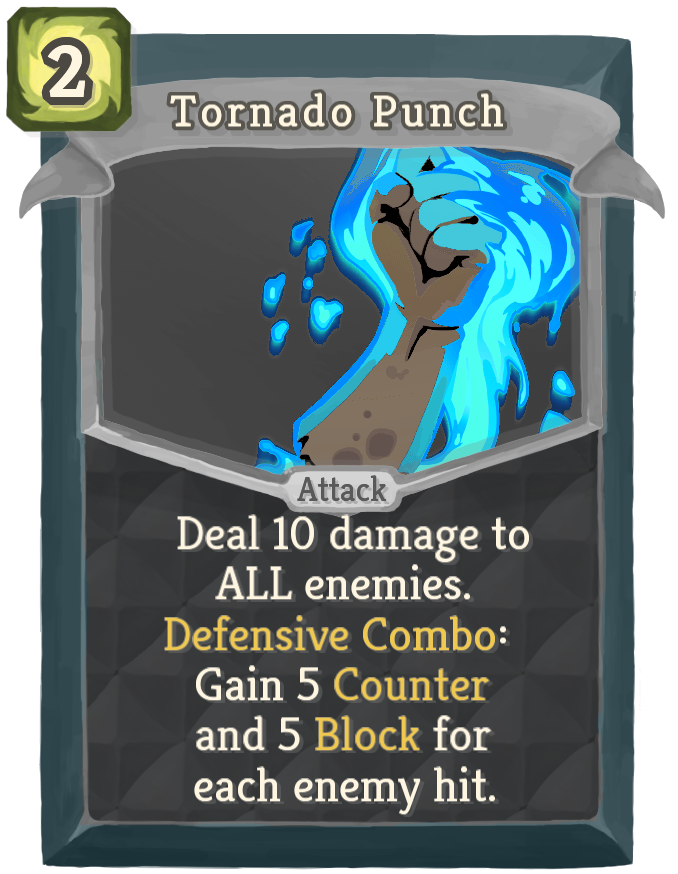 2
Tornado Punch
Attack
Deal 10 damage to
ALL enemies.
Defensive Combo:
Gain 5 Counter
and 5 Block for
each enemy hit.